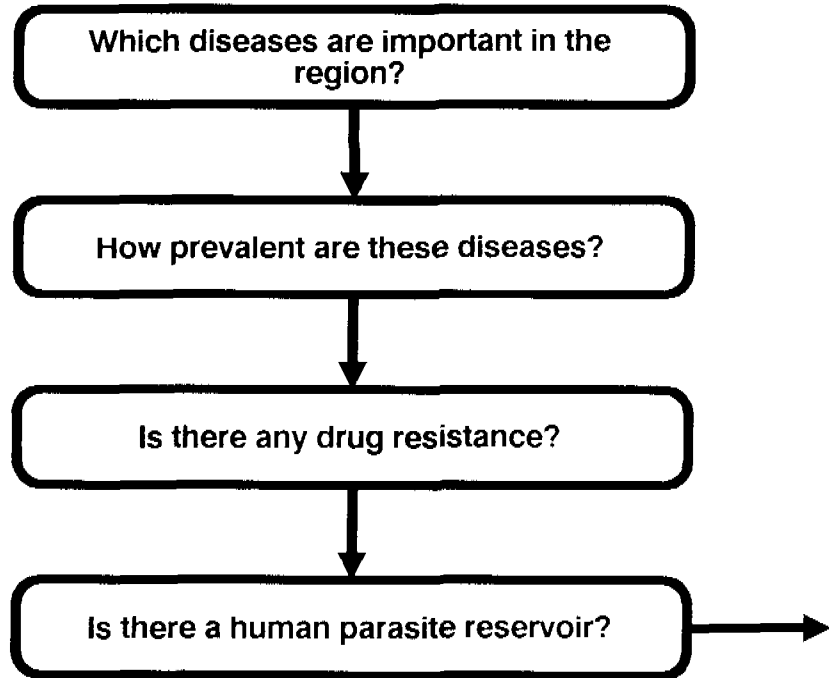 Which diseases are important in the
region?
How prevalent are these diseases?
Is there any drug resistance?
Is there a human parasite reservoir?